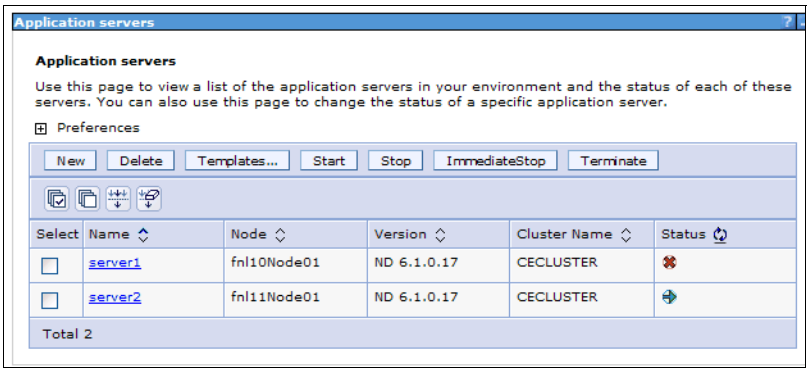 Application servers ? -
Application servers
Use this page to view a list of the application servers in your environment and the status of each of these
servers. You can also use this page to change the status of a specific application server.
Preferences
New Delete Templates... Start Stop ImmediateStop Terminate
Select Name Node Version Cluster Name Status
server1 fnl10Node01 ND 6.1.0.17 CECLUSTER
server2 fnl11Node01 ND 6.1.0.17 CECLUSTER
Total 2